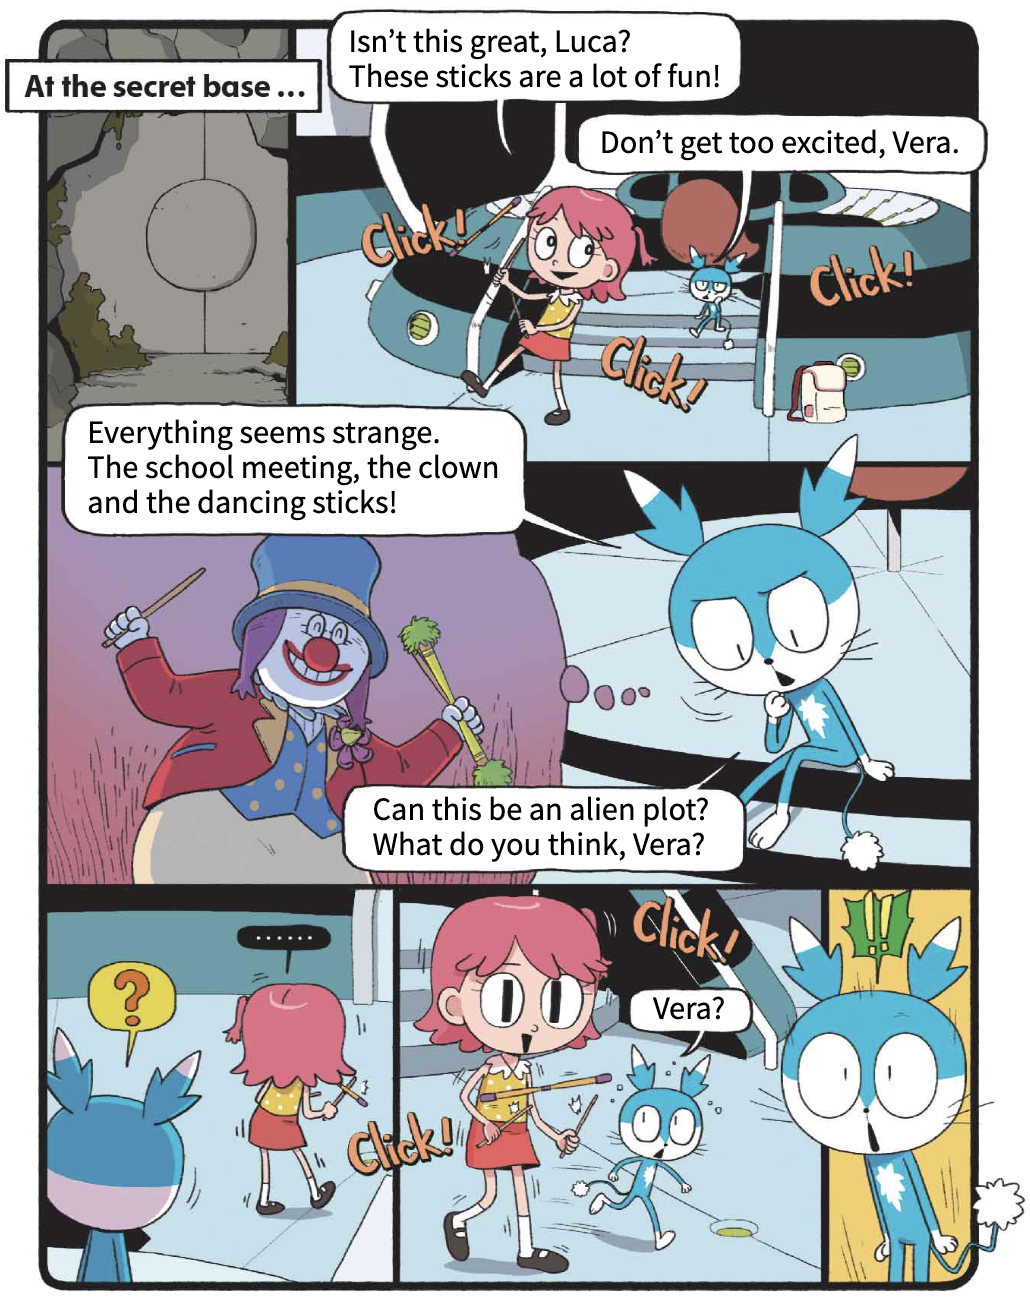 At the secret base ...
Isn't this great, Luca?
These sticks are a lot of fun!
Don't get too excited, Vera.
Click!
Click!
Click!
Everything seems strange.
The school meeting, the clown
and the dancing sticks!
Can this be an alien plot?
What do you think, Vera?
?
......
Click!
Vera?
Click!
!!